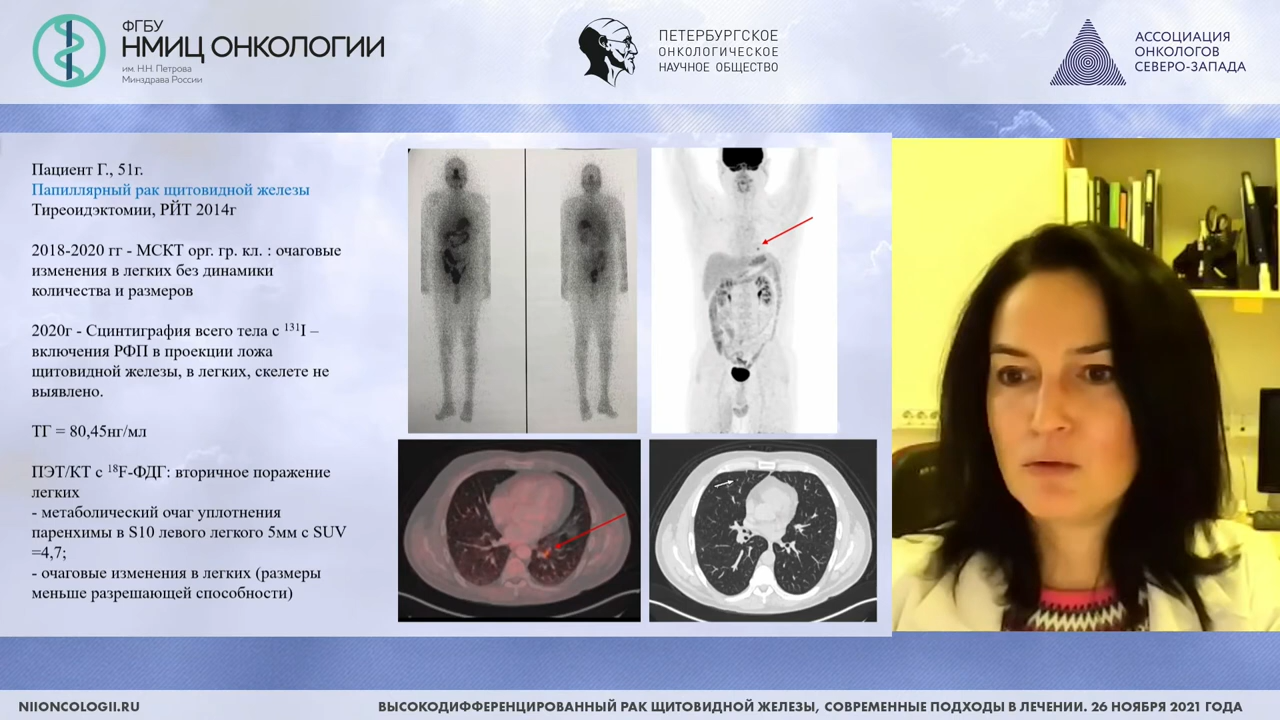 ФГБУ
НМИЦ ОНКОЛОГИИ
им. Н.Н. Петрова
Минздрава России
ПЕТЕРБУРГСКОЕ
ОНКОЛОГИЧЕСКОЕ
НАУЧНОЕ ОБЩЕСТВО
АССОЦИАЦИЯ
ОНКОЛОГОВ
СЕВЕРО-ЗАПАДА
Пациент Г., 51г.
Папиллярный рак щитовидной железы
Тиреоидэктомии, РЙТ 2014г
2018-2020 гг - МСКТ орг. гр. кл. : очаговые
изменения в легких без динамики
количества и размеров
2020г - Сцинтиграфия всего тела с ¹³¹I –
включения РФП в проекции ложа
щитовидной железы, в легких, скелете не
выявлено.
ТГ = 80,45нг/мл
ПЭТ/КТ с ¹⁸F-ФДГ: вторичное поражение
легких
- метаболический очаг уплотнения
паренхимы в S10 левого легкого 5мм с SUV
=4,7;
- очаговые изменения в легких (размеры
меньше разрешающей способности)
NIIONCOLOGII.RU
ВЫСОКОДИФФЕРЕНЦИРОВАННЫЙ РАК ЩИТОВИДНОЙ ЖЕЛЕЗЫ, СОВРЕМЕННЫЕ ПОДХОДЫ В ЛЕЧЕНИИ. 26 НОЯБРЯ 2021 ГОДА